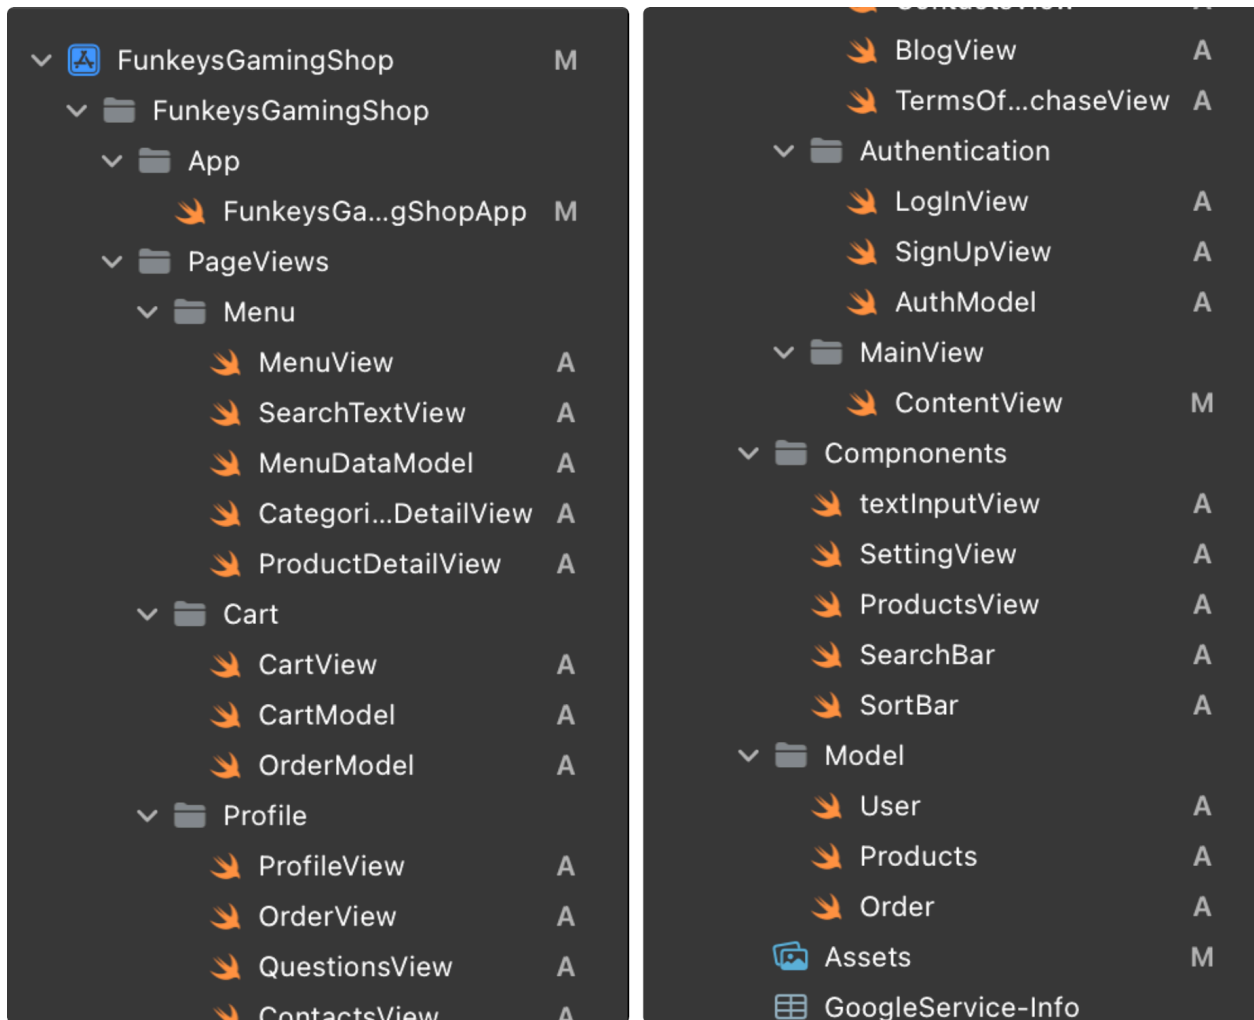 FunkeysGamingShop M
FunkeysGamingShop
App
FunkeysGa...gShopApp M
PageViews
Menu
MenuView A
SearchTextView A
MenuDataModel A
Categori...DetailView A
ProductDetailView A
Cart
CartView A
CartModel A
OrderModel A
Profile
ProfileView A
OrderView A
QuestionsView A
ContactsView A
ContactsView A
BlogView A
TermsOf...chaseView A
Authentication
LogInView A
SignUpView A
AuthModel A
MainView
ContentView M
Compnonents
textInputView A
SettingView A
ProductsView A
SearchBar A
SortBar A
Model
User A
Products A
Order A
Assets M
GoogleService-Info